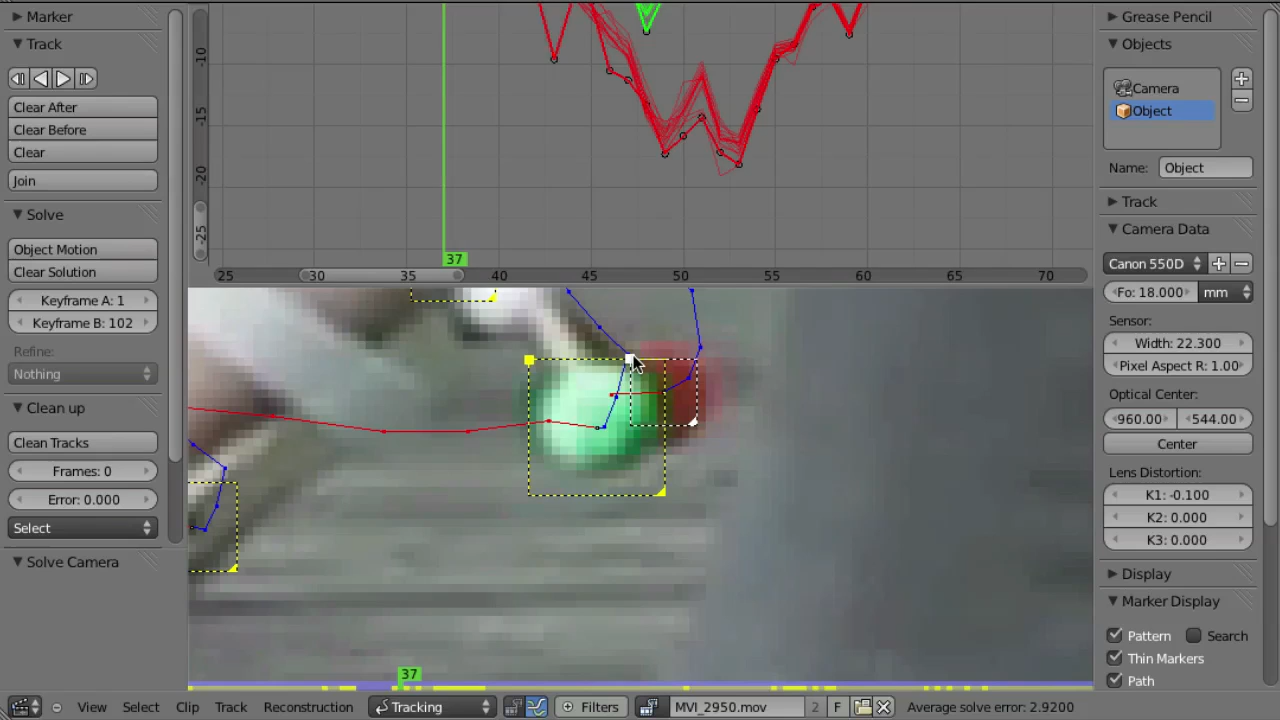 Marker
Track
Clear After
Clear Before
Clear
Join
Solve
Object Motion
Clear Solution
Keyframe A: 1
Keyframe B: 102
Refine:
Nothing
Clean up
Clean Tracks
Frames: 0
Error: 0.000
Select
Solve Camera
-10
-15
-20
-25
37
25 30 35 40 45 50 55 60 65 70
37
Grease Pencil
Objects
Camera
Object
Name: Object
Track
Camera Data
Canon 550D
Fo: 18.000 mm
Sensor:
Width: 22.300
Pixel Aspect R: 1.00
Optical Center:
960.00 544.00
Center
Lens Distortion:
K1: -0.100
K2: 0.000
K3: 0.000
Display
Marker Display
Pattern Search
Thin Markers
Path
View Select Clip Track Reconstruction Tracking Filters MVI_2950.mov 2 F Average solve error: 2.9200